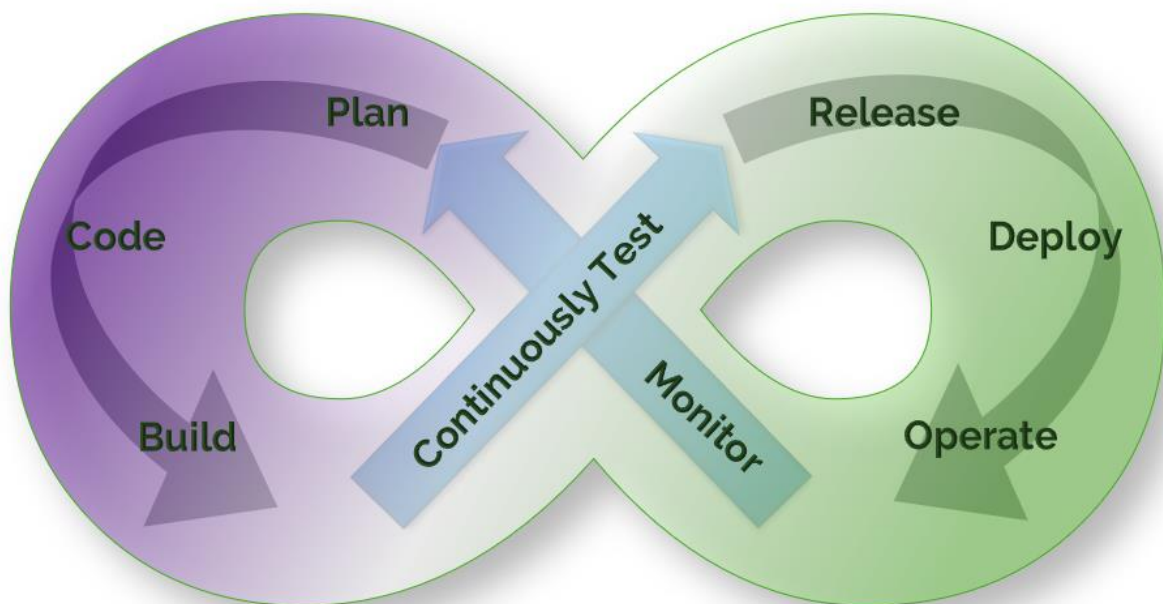 Plan
Code
Build
Continuously Test
Release
Deploy
Operate
Monitor